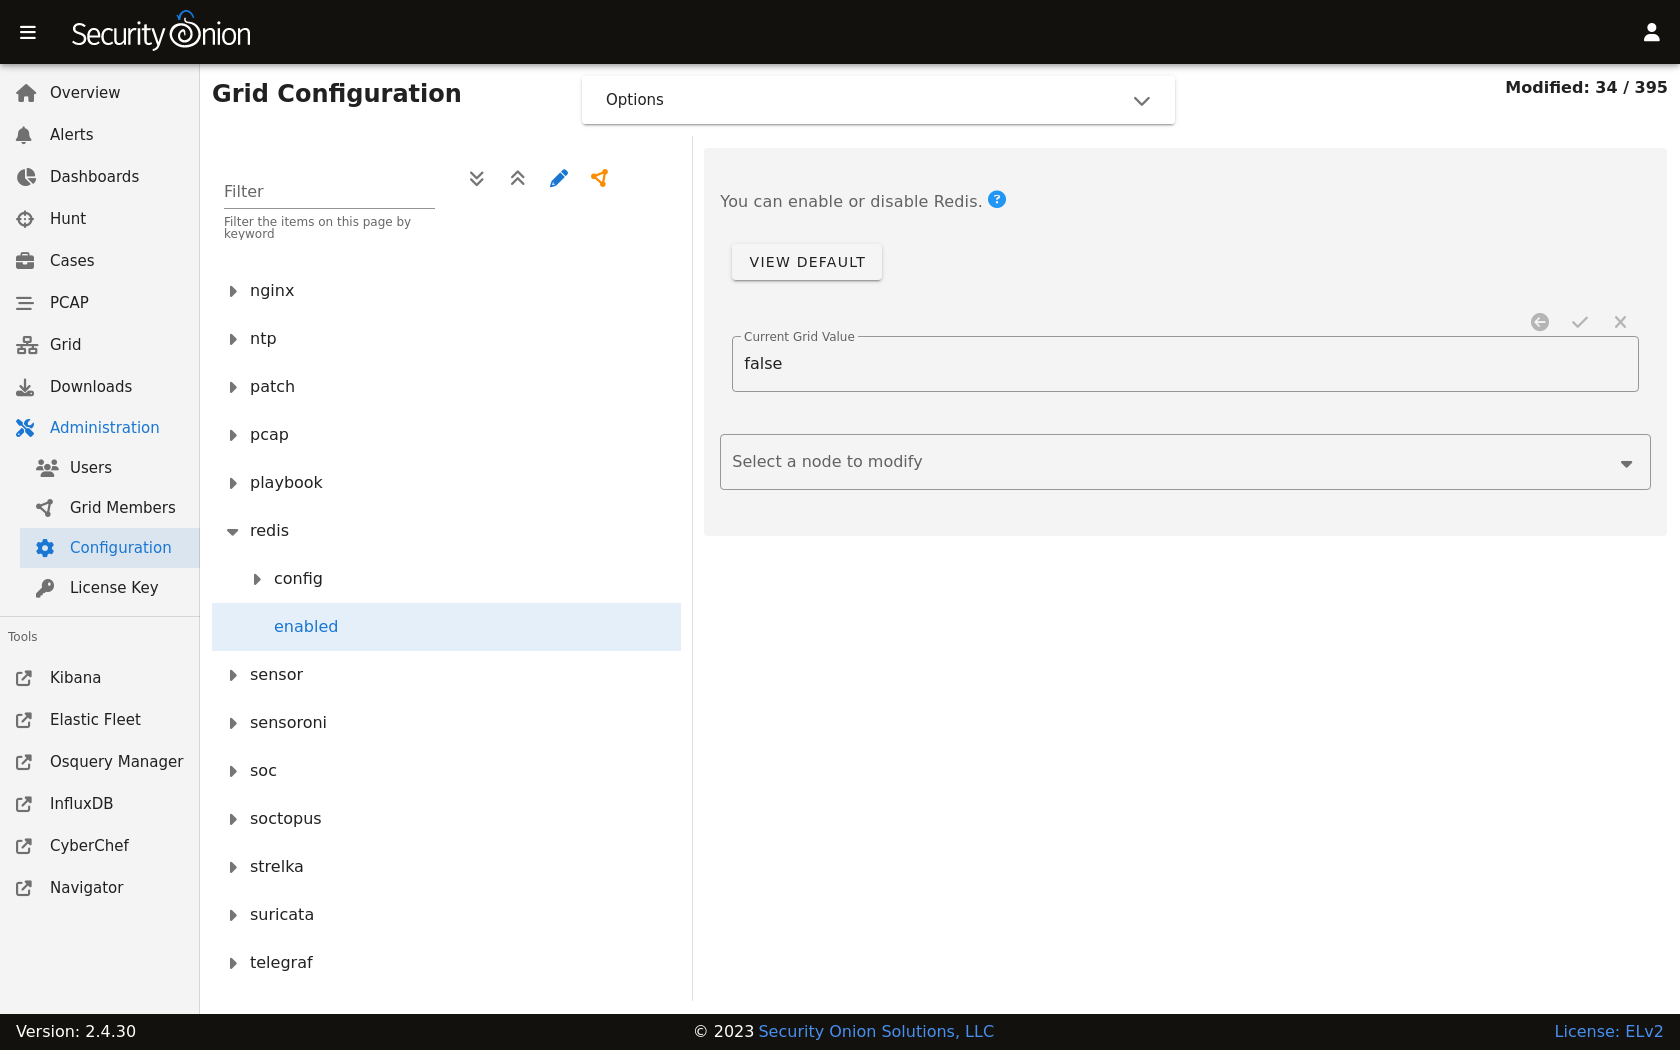 Security Onion
Overview
Alerts
Dashboards
Hunt
Cases
PCAP
Grid
Downloads
Administration
Users
Grid Members
Configuration
License Key
Tools
Kibana
Elastic Fleet
Osquery Manager
InfluxDB
CyberChef
Navigator
Grid Configuration
Options
Modified: 34 / 395
Filter
Filter the items on this page by
keyword
nginx
ntp
patch
pcap
playbook
redis
config
enabled
sensor
sensoroni
soc
soctopus
strelka
suricata
telegraf
You can enable or disable Redis. ?
VIEW DEFAULT
Current Grid Value
false
Select a node to modify
Version: 2.4.30
© 2023 Security Onion Solutions, LLC
License: ELv2